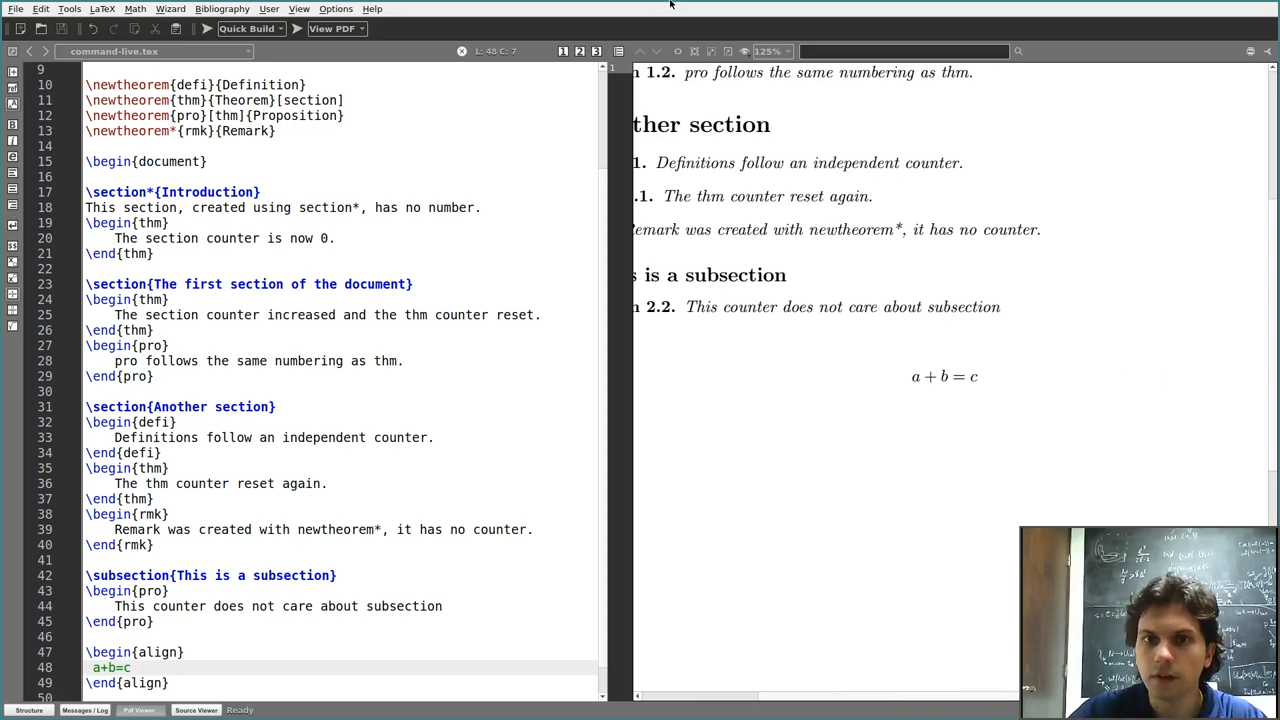 File Edit Tools LaTeX Math Wizard Bibliography User View Options Help
Quick Build View PDF
command-live.tex L: 48 C: 7 1 2 3 125%
9
10 \newtheorem{defi}{Definition}
11 \newtheorem{thm}{Theorem}[section]
12 \newtheorem{pro}[thm]{Proposition}
13 \newtheorem*{rmk}{Remark}
14
15 \begin{document}
16
17 \section*{Introduction}
18 This section, created using section*, has no number.
19 \begin{thm}
20 The section counter is now 0.
21 \end{thm}
22
23 \section{The first section of the document}
24 \begin{thm}
25 The section counter increased and the thm counter reset.
26 \end{thm}
27 \begin{pro}
28 pro follows the same numbering as thm.
29 \end{pro}
30
31 \section{Another section}
32 \begin{defi}
33 Definitions follow an independent counter.
34 \end{defi}
35 \begin{thm}
36 The thm counter reset again.
37 \end{thm}
38 \begin{rmk}
39 Remark was created with newtheorem*, it has no counter.
40 \end{rmk}
41
42 \subsection{This is a subsection}
43 \begin{pro}
44 This counter does not care about subsection
45 \end{pro}
46
47 \begin{align}
48 a+b=c
49 \end{align}
50
1
n 1.2. pro follows the same numbering as thm.
ther section
1. Definitions follow an independent counter.
.1. The thm counter reset again.
Remark was created with newtheorem*, it has no counter.
s is a subsection
n 2.2. This counter does not care about subsection
a + b = c
Structure Messages / Log Pdf Viewer Source Viewer Ready